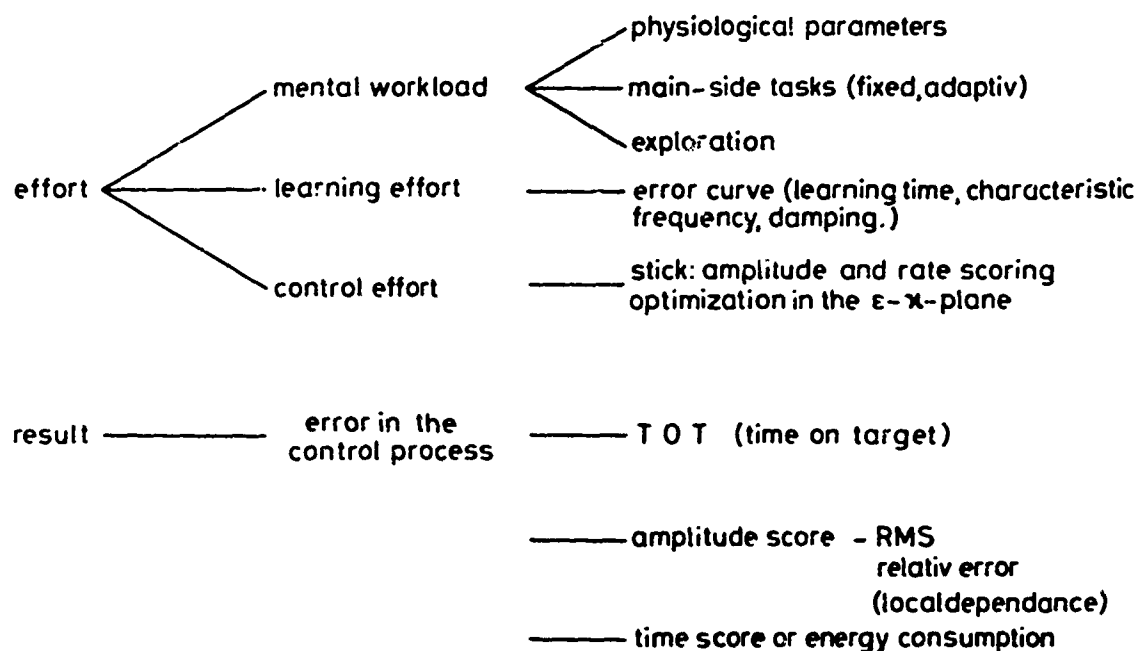 physiological parameters
mental workload
main-side tasks (fixed,adaptiv)
exploration
effort
learning effort
error curve (learning time, characteristic
frequency, damping.)
control effort
stick: amplitude and rate scoring
optimization in the ε-ϰ-plane
result
error in the
control process
T O T (time on target)
amplitude score - RMS
relativ error
(localdependance)
time score or energy consumption